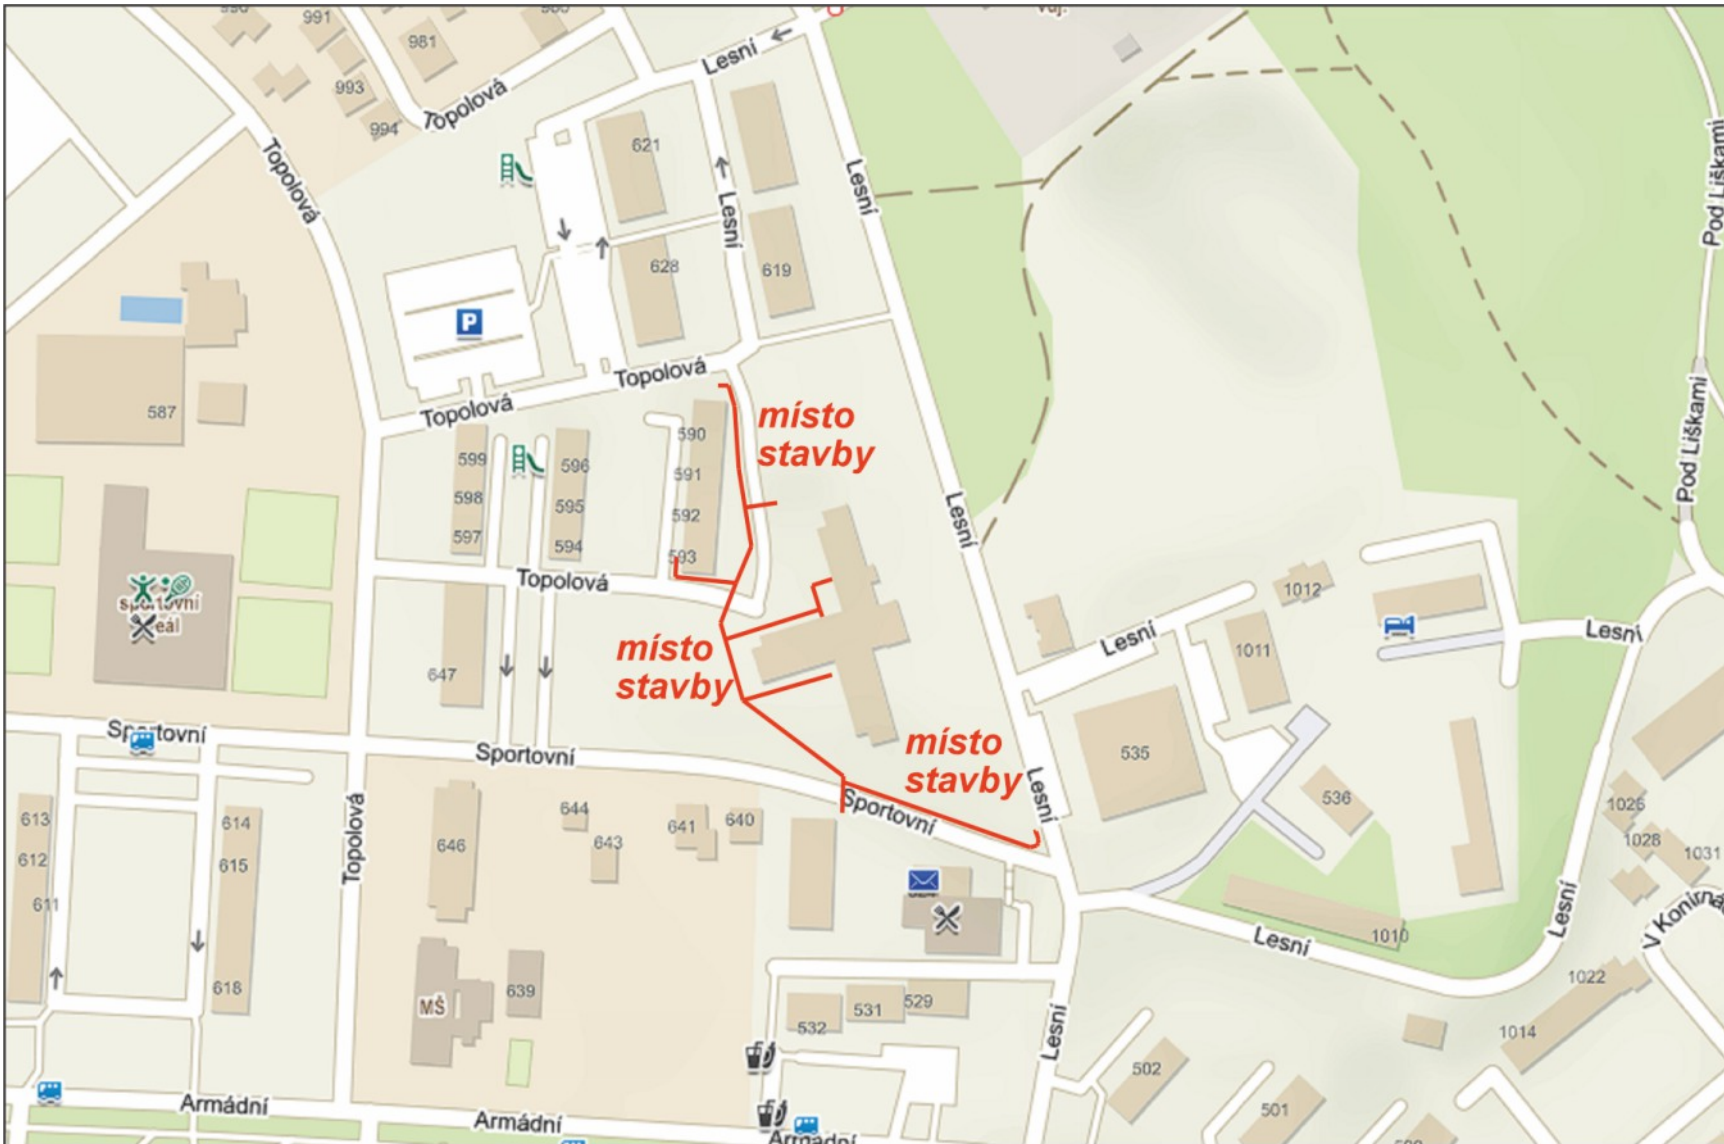 991
981
993
994
Topolová
Lesní
Topolová
621
Lesní
Lesní
628
619
587
Topolová
Topolová
místo
stavby
590
591
592
593
599
598
597
596
595
594
Topolová
Lesní
Pod Liškami
Pod Liškami
sportovní
647
místo
stavby
Lesní
1012
1011
Lesní
Sportovní
Sportovní
místo
stavby
535
536
Lesní
Sportovní
613
612
611
614
615
618
Topolová
646
644
643
641
640
1026
1028
1031
MŠ
639
532
531
529
Lesní
1010
Lesní
Lesní
1022
1014
502
501
Armádní
Armádní
Armádní